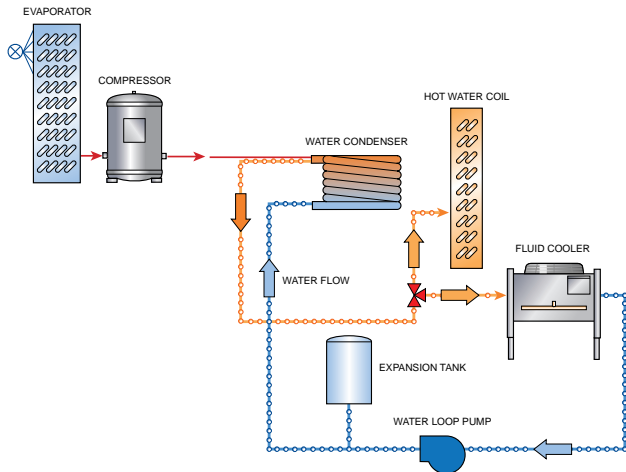 EVAPORATOR
COMPRESSOR
HOT WATER COIL
WATER CONDENSER
FLUID COOLER
WATER FLOW
EXPANSION TANK
WATER LOOP PUMP